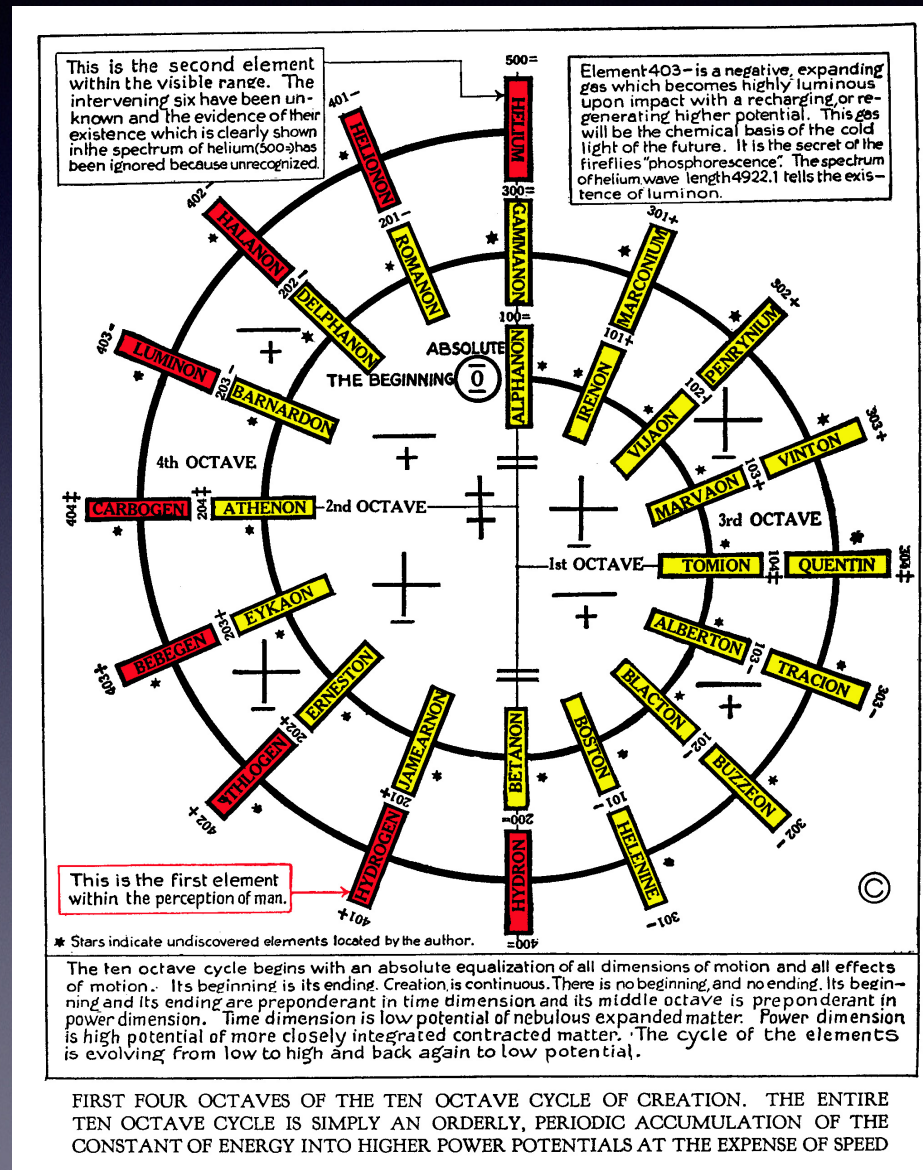 This is the second element
within the visible range. The
intervening six have been un-
known and the evidence of their
existence which is clearly shown
in the spectrum of helium (500=) has
been ignored because unrecognized.
Element 403- is a negative, expanding
gas which becomes highly luminous
upon impact with a recharging, or re-
generating higher potential. This gas
will be the chemical basis of the cold
light of the future. It is the secret of the
fireflies "phosphorescence". The spectrum
of helium, wave length 4922.1 tells the exis-
tence of luminon.
500=
HELIUM
401-
HELIONON
402-
HALANON
403-
LUMINON
404‡
CARBOGEN
403+
BEBEGEN
402+
ITHLOGEN
401+
HYDROGEN
400=
HYDRON
300=
GAMMANON
201-
ROMANON
202-
DELPHANON
203-
BARNARDON
204‡
ATHENON
203+
EYKAON
202+
ERNESTON
201+
JAMEARNON
200=
BETANON
100=
ALPHANON
301+
MARCONIUM
101+
IRENON
302+
PENRYNIUM
102+
VIJAON
303+
VINTON
103+
MARVAON
304‡
QUENTIN
104‡
TOMION
303-
TRACION
103-
ALBERTON
302-
BUZZEON
102-
BLACTON
301-
HELENINE
101-
BOSTON
ABSOLUTE
THE BEGINNING
0
4th OCTAVE
2nd OCTAVE
3rd OCTAVE
1st OCTAVE
This is the first element
within the perception of man.
©
* Stars indicate undiscovered elements located by the author.
The ten octave cycle begins with an absolute equalization of all dimensions of motion and all effects
of motion. Its beginning is its ending. Creation is continuous. There is no beginning, and no ending. Its begin-
ning and its ending are preponderant in time dimension and its middle octave is preponderant in
power dimension. Time dimension is low potential of nebulous expanded matter. Power dimension
is high potential of more closely integrated contracted matter. The cycle of the elements
is evolving from low to high and back again to low potential.
FIRST FOUR OCTAVES OF THE TEN OCTAVE CYCLE OF CREATION. THE ENTIRE
TEN OCTAVE CYCLE IS SIMPLY AN ORDERLY, PERIODIC ACCUMULATION OF THE
CONSTANT OF ENERGY INTO HIGHER POWER POTENTIALS AT THE EXPENSE OF SPEED